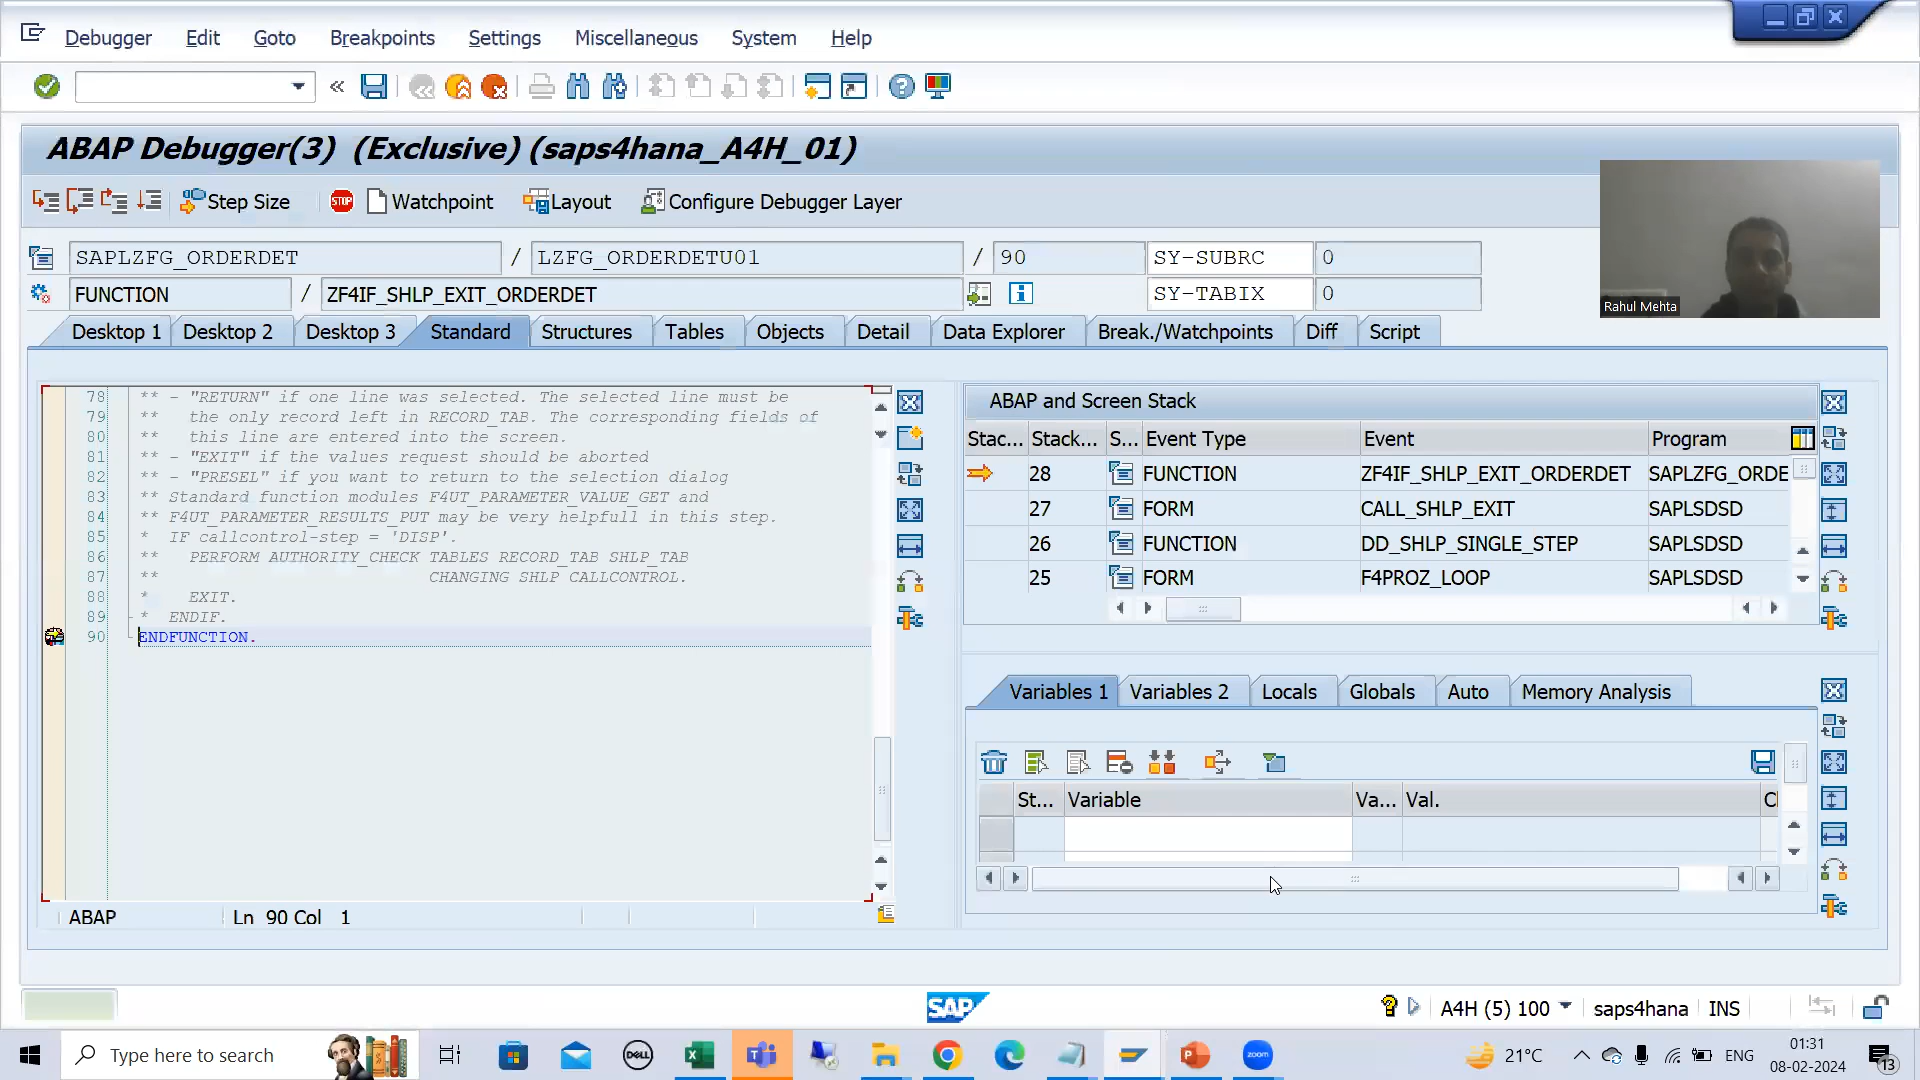 Debugger Edit Goto Breakpoints Settings Miscellaneous System Help
ABAP Debugger(3) (Exclusive) (saps4hana_A4H_01)
Step Size STOP Watchpoint Layout Configure Debugger Layer
SAPLZFG_ORDERDET / LZFG_ORDERDETU01 / 90 SY-SUBRC 0
FUNCTION / ZF4IF_SHLP_EXIT_ORDERDET SY-TABIX 0
Rahul Mehta
Desktop 1 Desktop 2 Desktop 3 Standard Structures Tables Objects Detail Data Explorer Break./Watchpoints Diff Script
78 ** - "RETURN" if one line was selected. The selected line must be
79 ** the only record left in RECORD_TAB. The corresponding fields of
80 ** this line are entered into the screen.
81 ** - "EXIT" if the values request should be aborted
82 ** - "PRESEL" if you want to return to the selection dialog
83 ** Standard function modules F4UT_PARAMETER_VALUE_GET and
84 ** F4UT_PARAMETER_RESULTS_PUT may be very helpfull in this step.
85 * IF callcontrol-step = 'DISP'.
86 ** PERFORM AUTHORITY_CHECK TABLES RECORD_TAB SHLP_TAB
87 ** CHANGING SHLP CALLCONTROL.
88 * EXIT.
89 * ENDIF.
90 ENDFUNCTION.
ABAP Ln 90 Col 1
ABAP and Screen Stack
Stac... Stack... S... Event Type Event Program
28 FUNCTION ZF4IF_SHLP_EXIT_ORDERDET SAPLZFG_ORDE
27 FORM CALL_SHLP_EXIT SAPLSDSD
26 FUNCTION DD_SHLP_SINGLE_STEP SAPLSDSD
25 FORM F4PROZ_LOOP SAPLSDSD
Variables 1 Variables 2 Locals Globals Auto Memory Analysis
St... Variable Va... Val. C
SAP A4H (5) 100 saps4hana INS
Type here to search DELL zoom 21°C ENG 01:31
08-02-2024 13